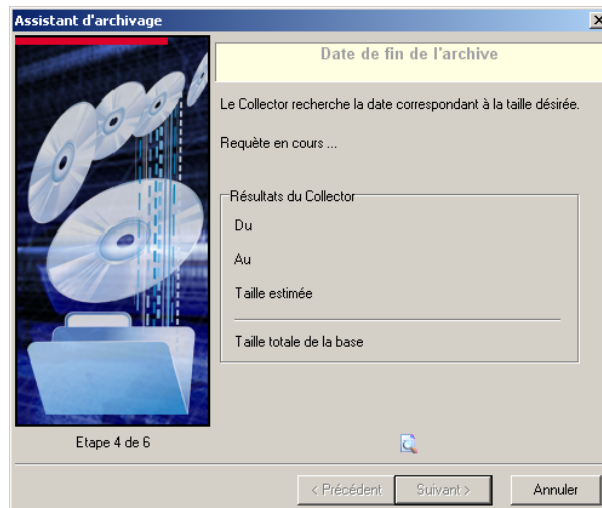 Assistant d'archivage
Date de fin de l'archive
Le Collector recherche la date correspondant à la taille désirée.
Requète en cours ...
Résultats du Collector
Du
Au
Taille estimée
Taille totale de la base
Etape 4 de 6
< Précédent
Suivant >
Annuler